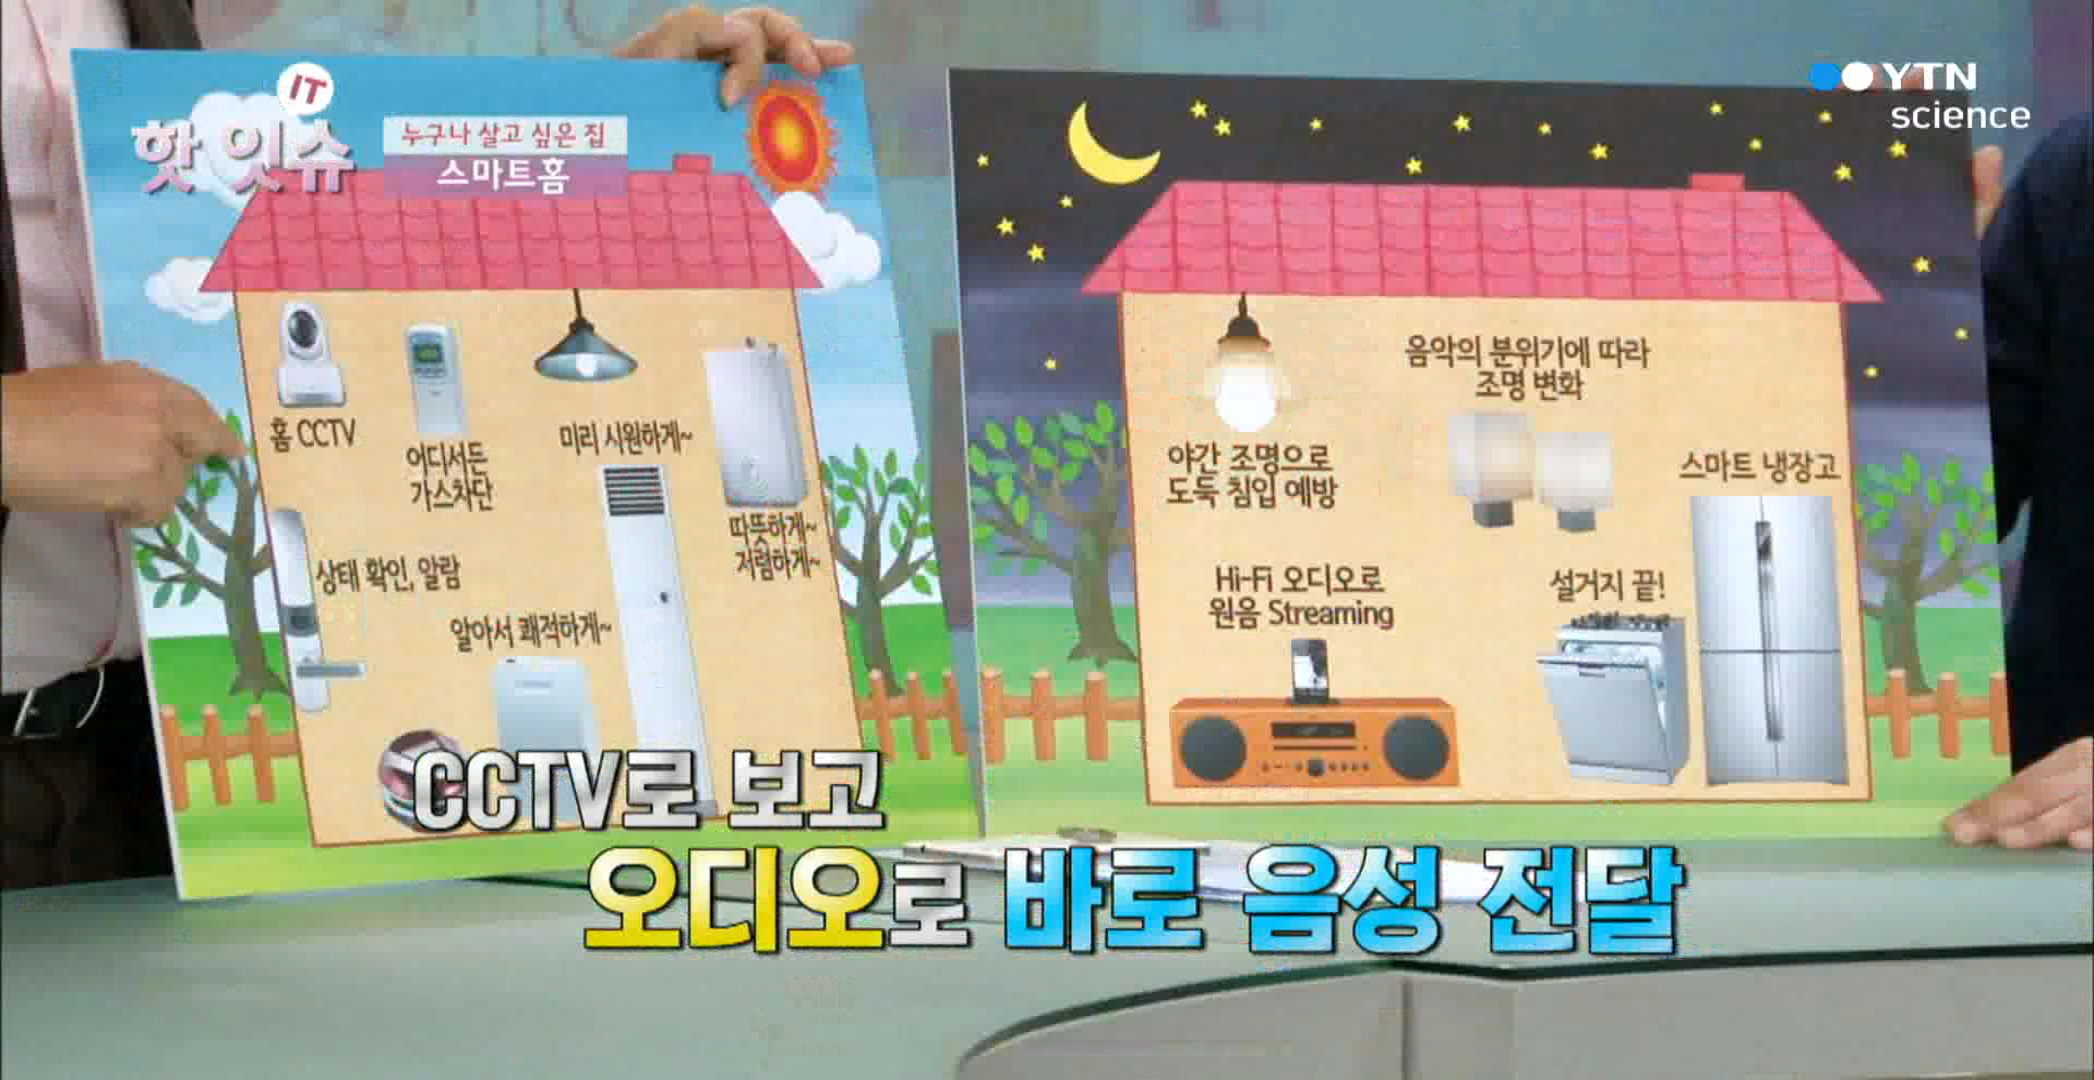 IT
핫 잇슈
누구나 살고 싶은 집
스마트홈
YTN
science
홈 CCTV
어디서든
가스차단
미리 시원하게~
따뜻하게~
저렴하게~
상태 확인, 알람
알아서 쾌적하게~
음악의 분위기에 따라
조명 변화
야간 조명으로
도둑 침입 예방
스마트 냉장고
Hi-Fi 오디오로
원음 Streaming
설거지 끝!
CCTV로 보고
오디오로 바로 음성 전달